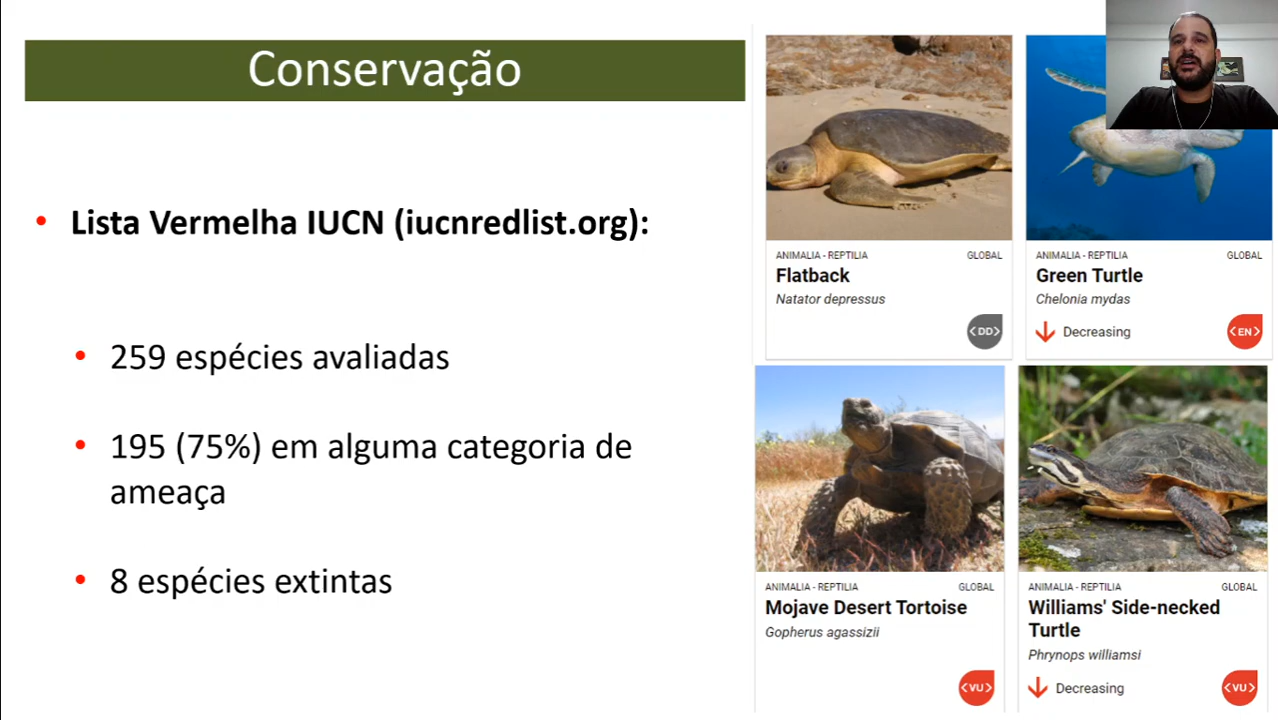 Conservação
• Lista Vermelha IUCN (iucnredlist.org):
• 259 espécies avaliadas
• 195 (75%) em alguma categoria de
ameaça
• 8 espécies extintas
ANIMALIA - REPTILIA GLOBAL
Flatback
Natator depressus
<DD>
ANIMALIA - REPTILIA GLOBAL
Green Turtle
Chelonia mydas
Decreasing <EN>
ANIMALIA - REPTILIA GLOBAL
Mojave Desert Tortoise
Gopherus agassizii
<VU>
ANIMALIA - REPTILIA GLOBAL
Williams' Side-necked
Turtle
Phrynops williamsi
Decreasing <VU>